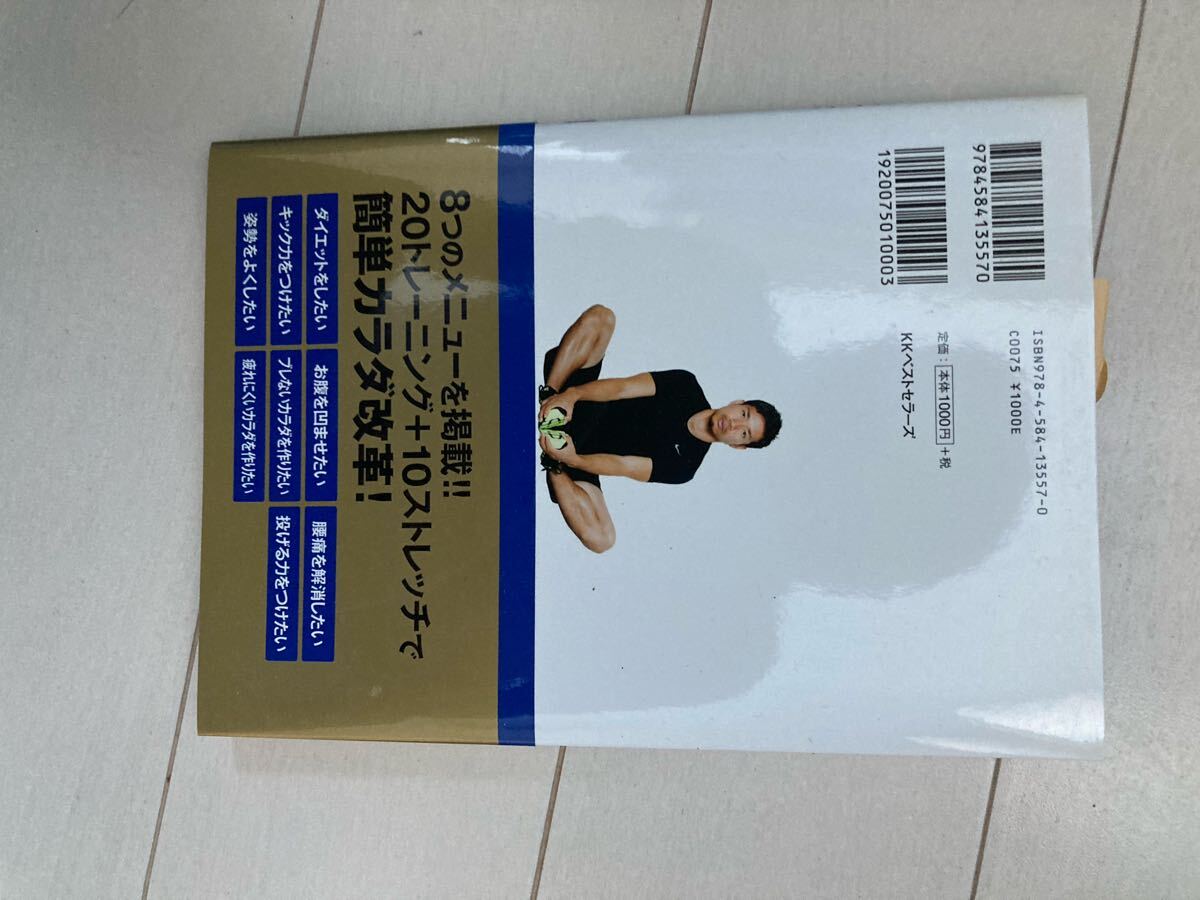 9784584135570
1920075010003
ISBN978-4-584-13557-0
C0075 ¥1000E
定価：本体1000円+税
KKベストセラーズ
8つのメニューを掲載!!
20トレーニング+10ストレッチで
簡単カラダ改革!
ダイエットをしたい
お腹を凹ませたい
腰痛を解消したい
キック力をつけたい
ブレないカラダを作りたい
投げる力をつけたい
姿勢をよくしたい
疲れにくいカラダを作りたい